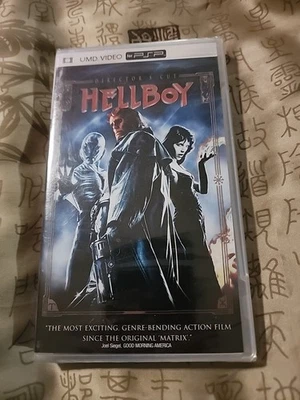 UMD VIDEO PSP
DIRECTOR'S CUT
HELLBOY
"THE MOST EXCITING, GENRE-BENDING ACTION FILM
SINCE THE ORIGINAL 'MATRIX'."
Joel Siegel, GOOD MORNING AMERICA